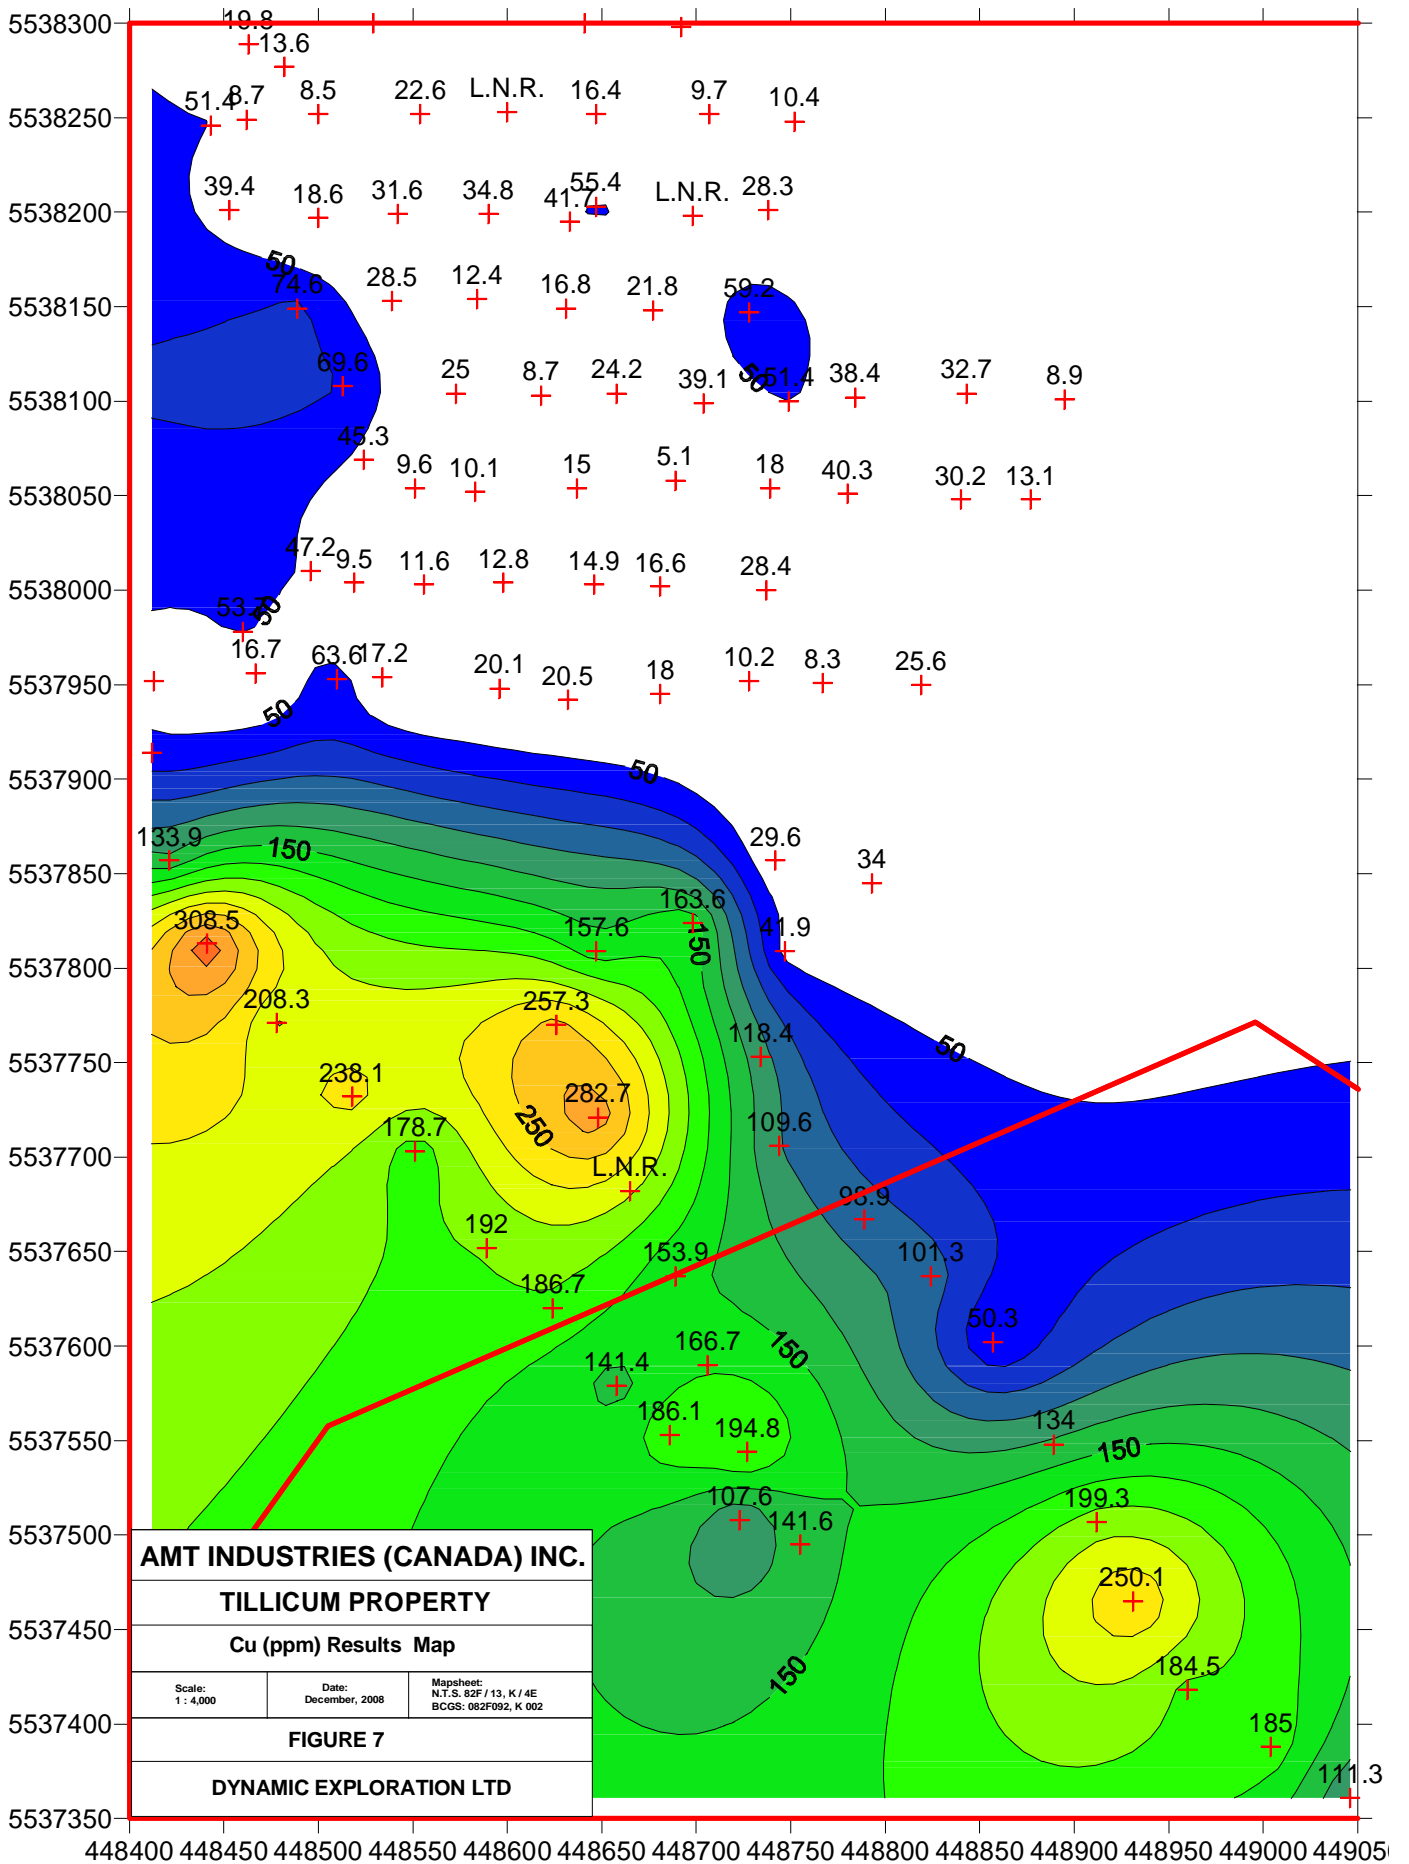 5538300
19.8
13.6
5538250
51.4 8.7 8.5 22.6 L.N.R. 16.4 9.7 10.4
5538200
39.4 18.6 31.6 34.8 41.7 55.4 L.N.R. 28.3
50
5538150
74.6 28.5 12.4 16.8 21.8 59.2
5538100
69.6 25 8.7 24.2 39.1 50 51.4 38.4 32.7 8.9
45.3
5538050
9.6 10.1 15 5.1 18 40.3 30.2 13.1
5538000
47.2 9.5 11.6 12.8 14.9 16.6 28.4
50
5537950
16.7 63.6 17.2 20.1 20.5 18 10.2 8.3 25.6
50
5537900
50
5537850
133.9 150 29.6 34
5537800
308.5 157.6 163.6 150 41.9
208.3 257.3
5537750
118.4 50
238.1 282.7
250
5537700
178.7 109.6
L.N.R.
5537650
192 153.9 101.3
186.7
5537600
166.7 150 50.3
141.4
5537550
186.1 194.8 134 150
5537500
107.6 141.6 199.3
5537450
250.1
150 184.5
5537400
185
111.3
5537350
AMT INDUSTRIES (CANADA) INC.
TILLICUM PROPERTY
Cu (ppm) Results Map
Scale:
1 : 4,000
Date:
December, 2008
Mapsheet:
N.T.S. 82F / 13, K / 4E
BCGS: 082F092, K 002
FIGURE 7
DYNAMIC EXPLORATION LTD
448400 448450 448500 448550 448600 448650 448700 448750 448800 448850 448900 448950 449000